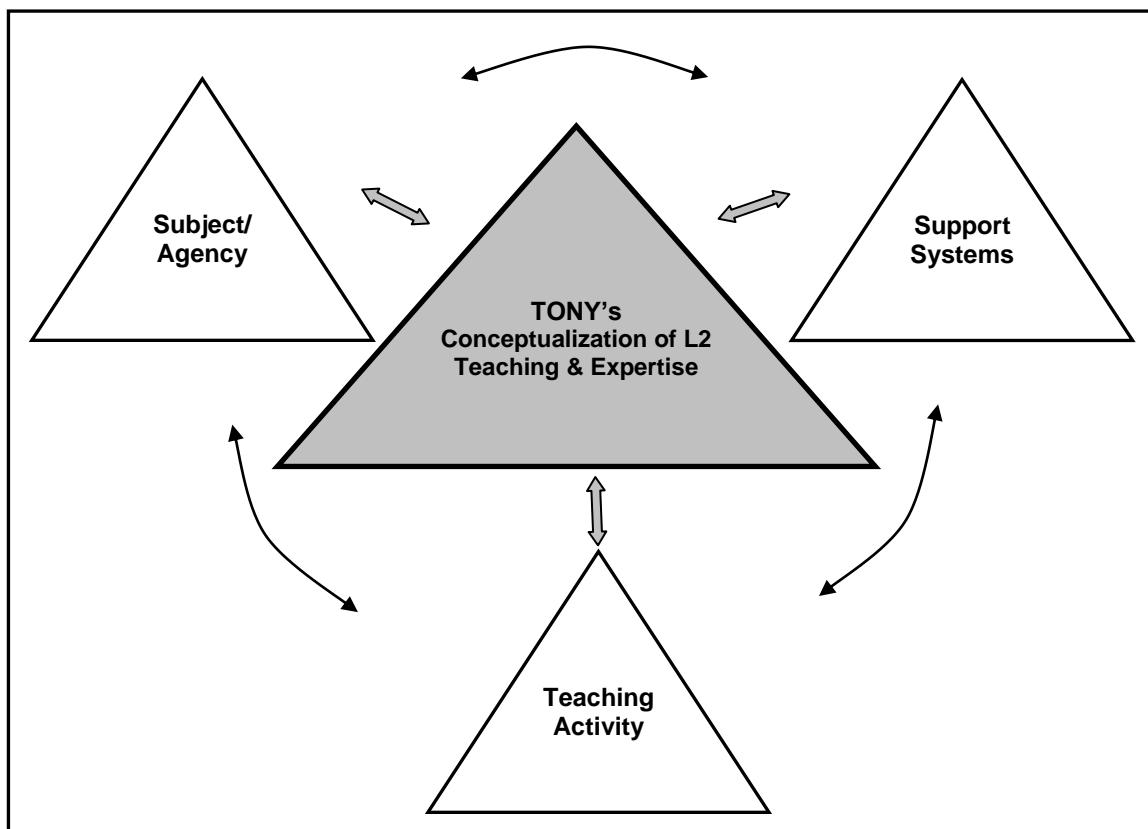 Subject/
Agency
Support
Systems
TONY's
Conceptualization of L2
Teaching & Expertise
Teaching
Activity